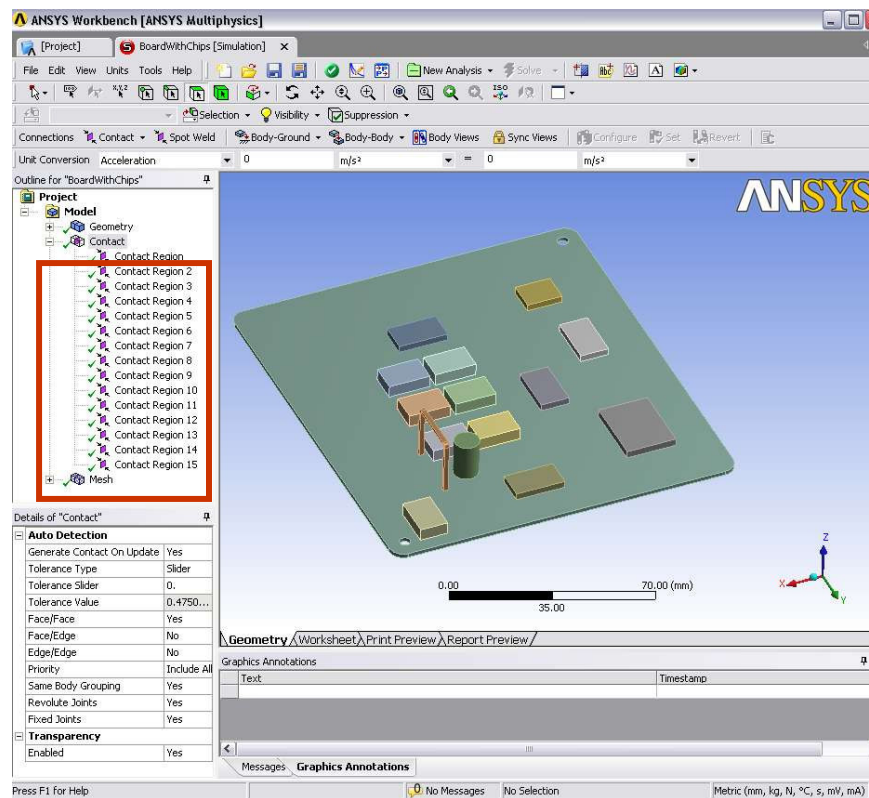 ANSYS Workbench [ANSYS Multiphysics]
[Project] BoardWithChips [Simulation] ×
File Edit View Units Tools Help New Analysis Solve A
Selection Visibility Suppression
Connections Contact Spot Weld Body-Ground Body-Body Body Views Sync Views Configure Set Revert
Unit Conversion Acceleration 0 m/s² = 0 m/s²
Outline for "BoardWithChips"
Project
Model
Geometry
Contact
Contact Region
Contact Region 2
Contact Region 3
Contact Region 4
Contact Region 5
Contact Region 6
Contact Region 7
Contact Region 8
Contact Region 9
Contact Region 10
Contact Region 11
Contact Region 12
Contact Region 13
Contact Region 14
Contact Region 15
Mesh
ANSYS
Z
X
Y
0.00 70.00 (mm)
35.00
Details of "Contact"
Auto Detection
Generate Contact On Update Yes
Tolerance Type Slider
Tolerance Slider 0.
Tolerance Value 0.4750...
Face/Face Yes
Face/Edge No
Edge/Edge No
Priority Include All
Same Body Grouping Yes
Revolute Joints Yes
Fixed Joints Yes
Transparency
Enabled Yes
Geometry Worksheet Print Preview Report Preview
Graphics Annotations
Text Timestamp
Messages Graphics Annotations
Press F1 for Help 0 No Messages No Selection Metric (mm, kg, N, °C, s, mV, mA)